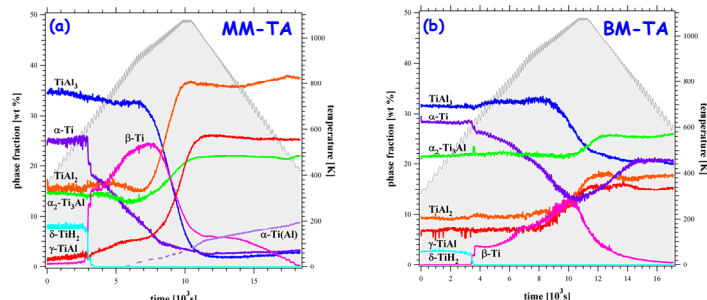 (a)
MM-TA
phase fraction [wt %]
50
40
30
20
10
0
TiAl3
α-Ti
β-Ti
TiAl2
α2-Ti3Al
δ-TiH2
γ-TiAl
α-Ti(Al)
1000
800
600
400
200
0
temperature [K]
0
5
10
15
time [10³s]
(b)
BM-TA
phase fraction [wt %]
50
40
30
20
10
0
TiAl3
α-Ti
α2-Ti3Al
TiAl2
γ-TiAl
δ-TiH2
β-Ti
1000
800
600
400
200
0
temperature [K]
0
2
4
6
8
10
12
14
16
time [10³s]